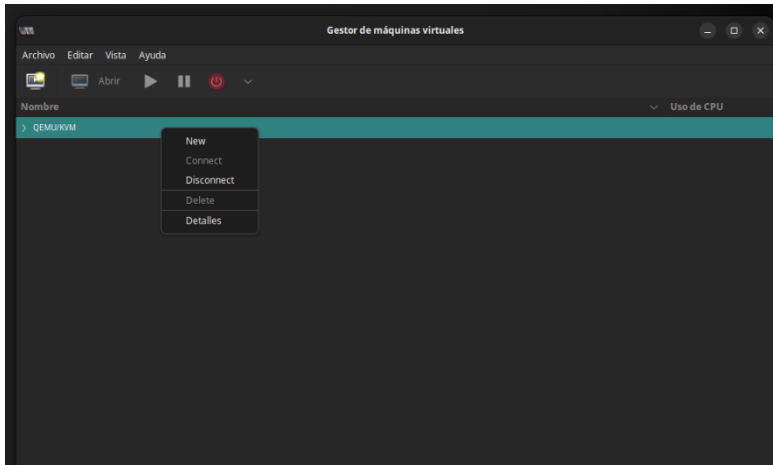 Gestor de máquinas virtuales
Archivo Editar Vista Ayuda
Abrir
Nombre Uso de CPU
QEMU/KVM
New
Connect
Disconnect
Delete
Detalles